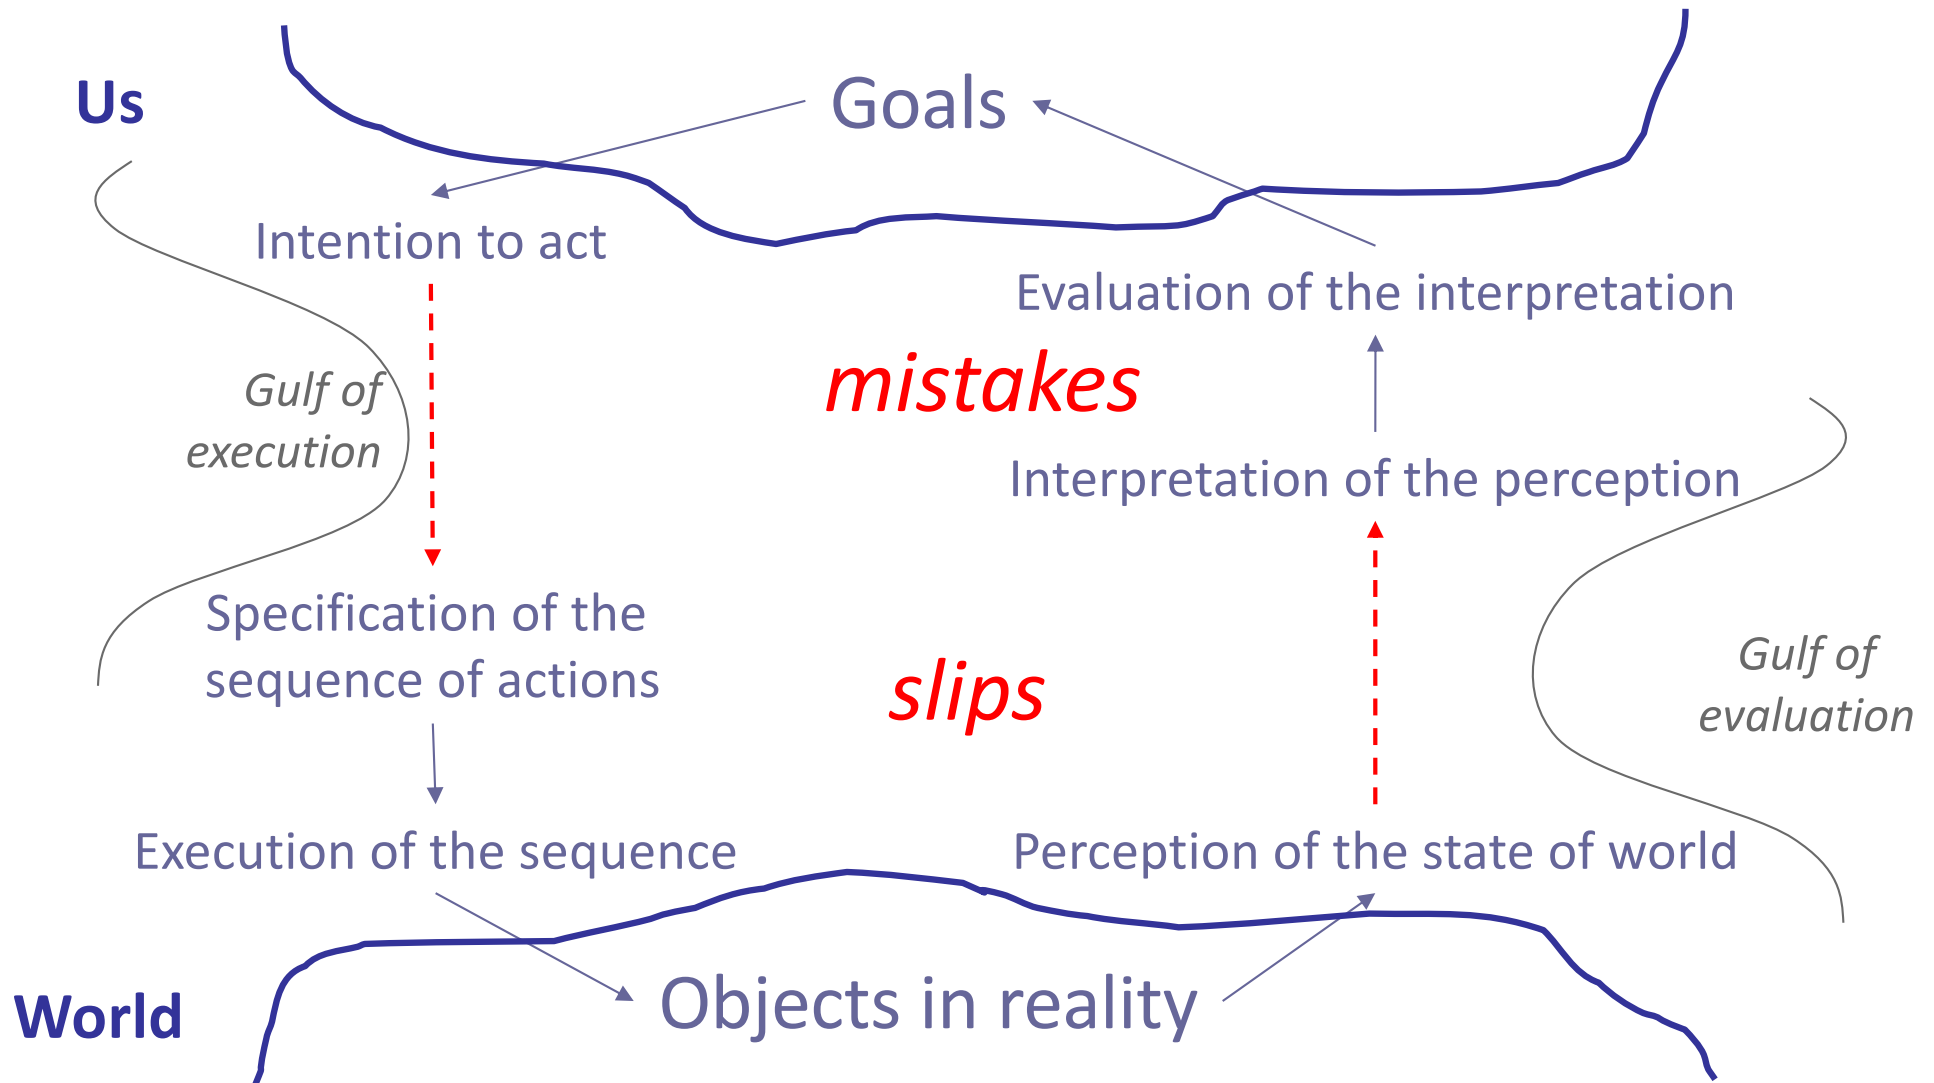 Us
Goals
Intention to act
Evaluation of the interpretation
mistakes
Gulf of
execution
Interpretation of the perception
Specification of the
sequence of actions
slips
Gulf of
evaluation
Execution of the sequence
Perception of the state of world
World
Objects in reality